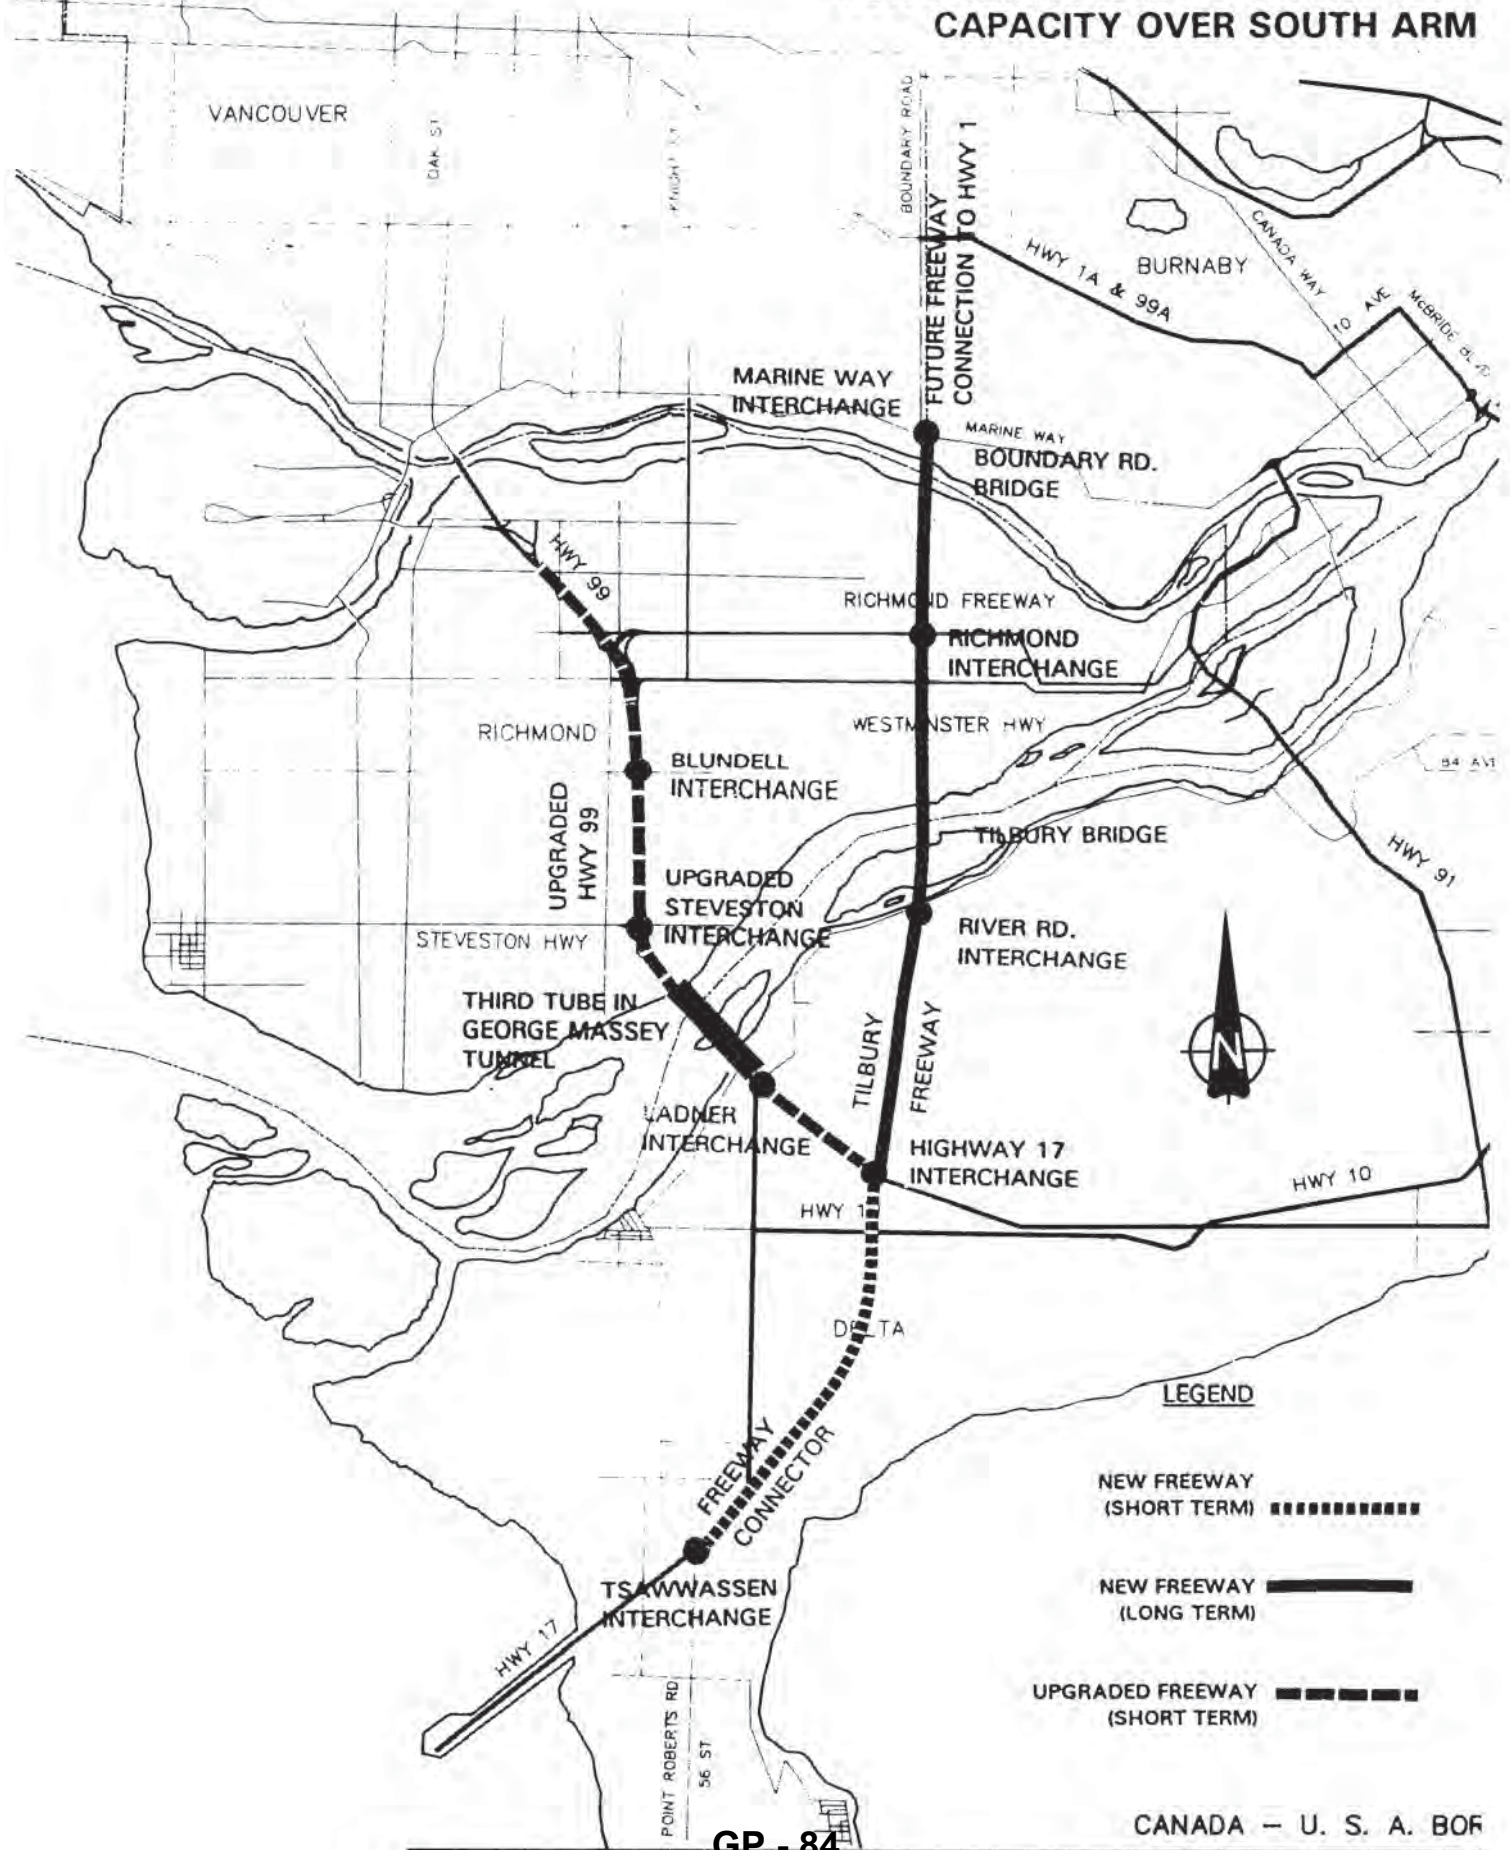 CAPACITY OVER SOUTH ARM
VANCOUVER
OAK ST
BOUNDARY ROAD
FUTURE FREEWAY
CONNECTION TO HWY 1
HWY 1A & 99A
BURNABY
CANADA WAY
10 AVE
McBRIDE
MARINE WAY
INTERCHANGE
MARINE WAY
BOUNDARY RD.
BRIDGE
HWY 99
RICHMOND FREEWAY
RICHMOND
INTERCHANGE
WESTMINSTER HWY
RICHMOND
BLUNDELL
INTERCHANGE
84 AVE
UPGRADED
HWY 99
TILBURY BRIDGE
HWY 91
UPGRADED
STEVESTON
INTERCHANGE
STEVESTON HWY
RIVER RD.
INTERCHANGE
THIRD TUBE IN
GEORGE MASSEY
TUNNEL
TILBURY
FREEWAY
N
LADNER
INTERCHANGE
HIGHWAY 17
INTERCHANGE
HWY 10
HWY 1
DELTA
LEGEND
FREEWAY
CONNECTOR
NEW FREEWAY
(SHORT TERM)
NEW FREEWAY
(LONG TERM)
TSAWWASSEN
INTERCHANGE
HWY 17
UPGRADED FREEWAY
(SHORT TERM)
POINT ROBERTS RD
56 ST
CANADA - U. S. A. BOR
GP - 84